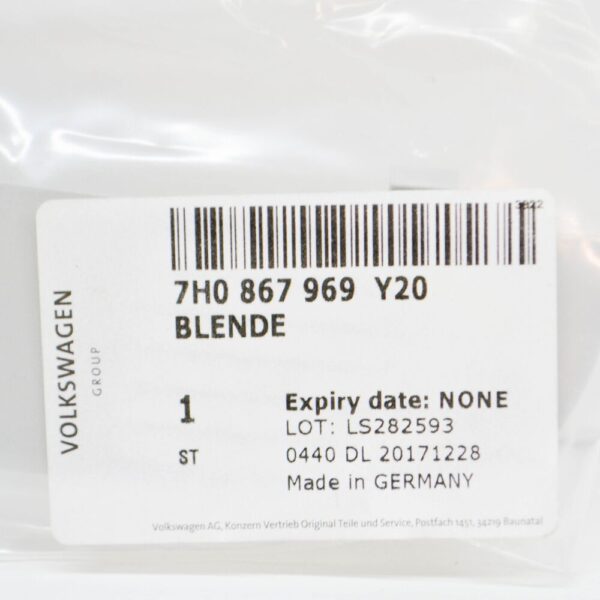 3822
7H0 867 969 Y20
BLENDE
VOLKSWAGEN
GROUP
1
ST
Expiry date: NONE
LOT: LS282593
0440 DL 20171228
Made in GERMANY
Volkswagen AG, Konzern Vertrieb Original Teile und Service, Postfach 1451, 34219 Baunatal